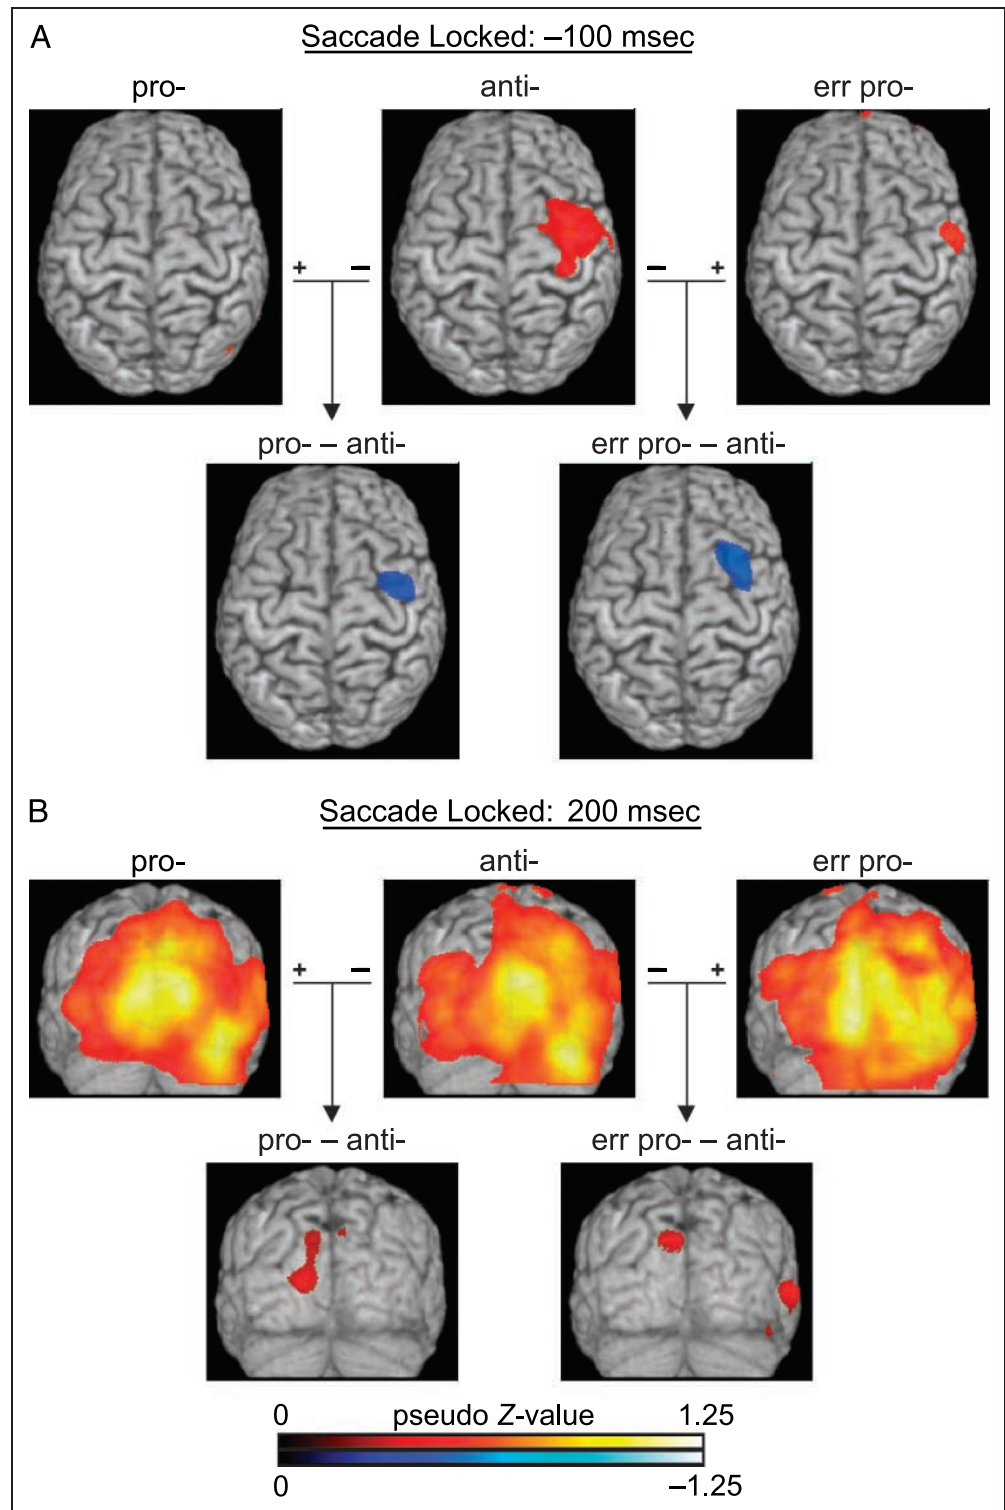 A
Saccade Locked: –100 msec
pro-
anti-
err pro-
+ –
– +
pro- – anti-
err pro- – anti-
B
Saccade Locked: 200 msec
pro-
anti-
err pro-
+ –
– +
pro- – anti-
err pro- – anti-
0 pseudo Z-value 1.25
0 –1.25